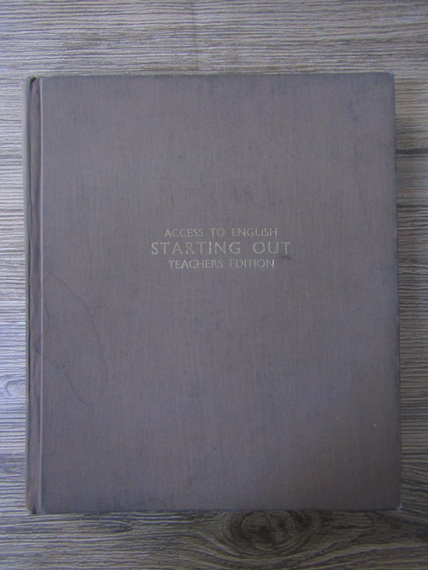 ACCESS TO ENGLISH
STARTING OUT
TEACHERS EDITION